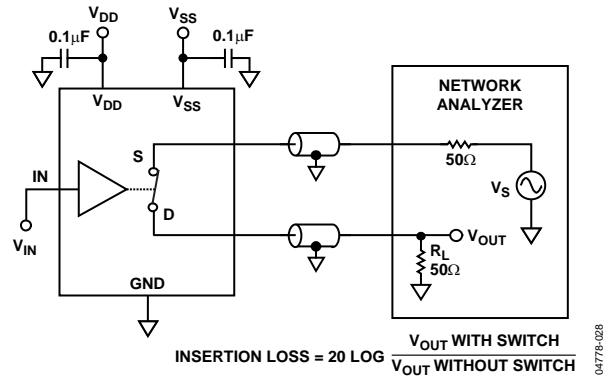 VDD
VSS
0.1μF
0.1μF
VDD
VSS
NETWORK
ANALYZER
S
50Ω
IN
VS
D
VIN
VOUT
RL
50Ω
GND
INSERTION LOSS = 20 LOG VOUT WITH SWITCH
VOUT WITHOUT SWITCH
04778-028